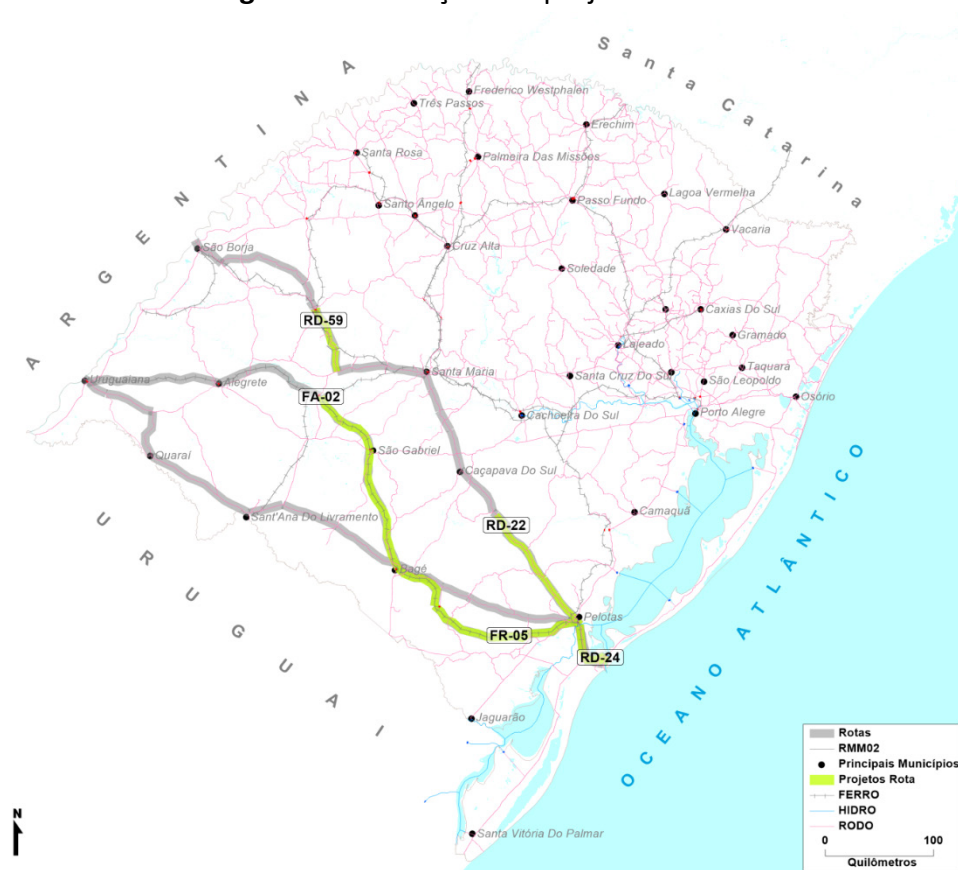 Santa Catarina
ARGENTINA
Frederico Westphalen
Três Passos
Erechim
Santa Rosa
Palmeira Das Missões
Lagoa Vermelha
Santo Ângelo
Passo Fundo
Vacaria
São Borja
Cruz Alta
Soledade
Caxias Do Sul
RD-59
Gramado
Lajeado
Taquara
Uruguaiana
Alegrete
Santa Maria
Santa Cruz Do Sul
São Leopoldo
FA-02
Osório
Porto Alegre
Cachoeira Do Sul
São Gabriel
Quaraí
Caçapava Do Sul
Sant'Ana Do Livramento
RD-22
Camaquã
URUGUAI
OCEANO ATLÂNTICO
Bagé
Pelotas
FR-05
RD-24
Jaguarão
Santa Vitória Do Palmar
N
Rotas
RMM02
Principais Municípios
Projetos Rota
FERRO
HIDRO
RODO
0 100
Quilômetros